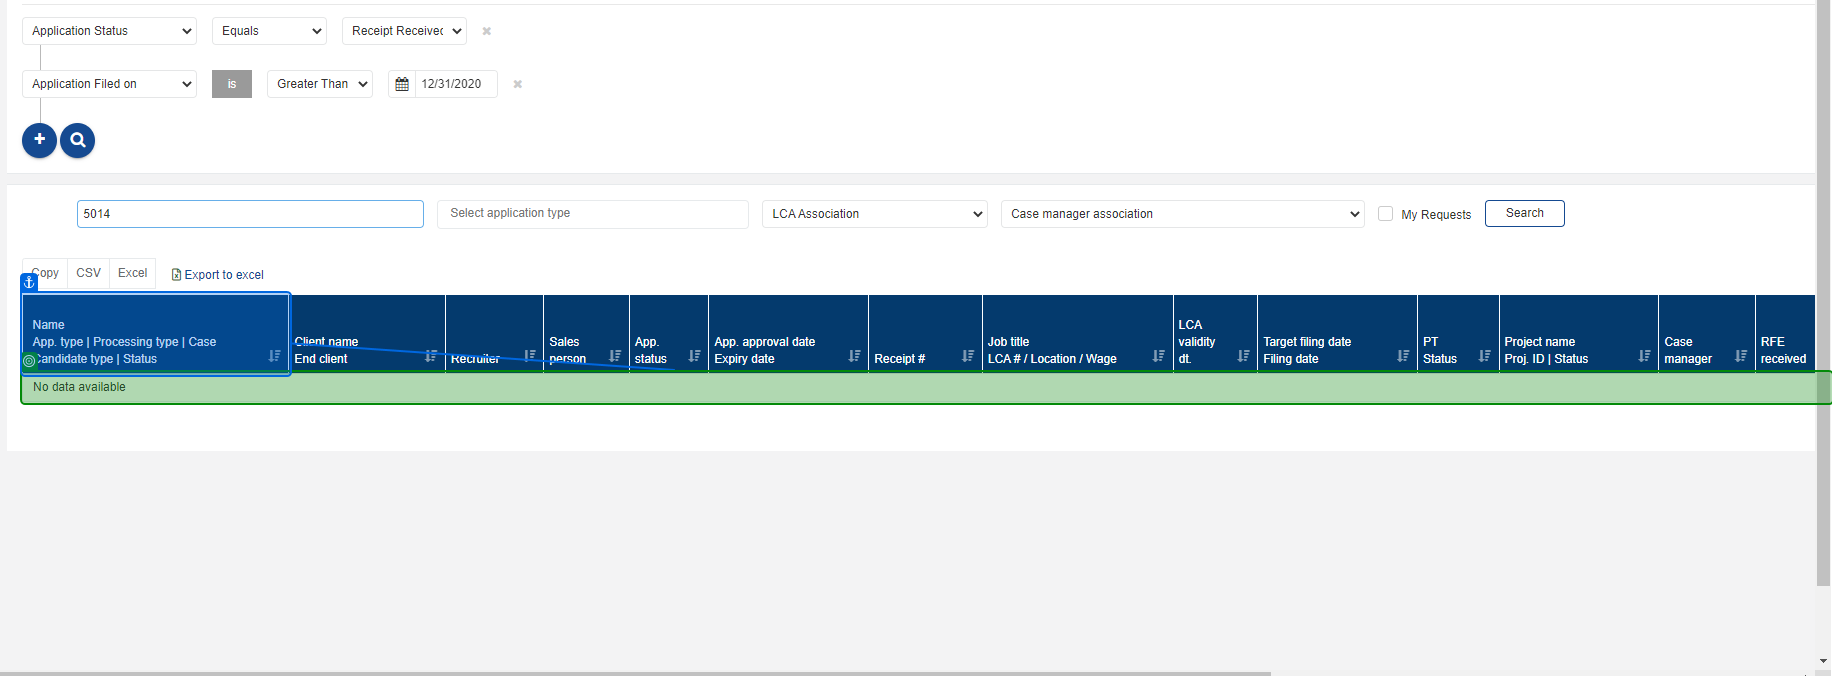 Application Status Equals Receipt Received
Application Filed on is Greater Than 12/31/2020
5014 Select application type LCA Association Case manager association My Requests Search
Copy CSV Excel Export to excel
Name
App. type | Processing type | Case
Candidate type | Status
Client name
End client
Recruiter
Sales
person
App.
status
App. approval date
Expiry date
Receipt #
Job title
LCA # / Location / Wage
LCA
validity
dt.
Target filing date
Filing date
PT
Status
Project name
Proj. ID | Status
Case
manager
RFE
received
No data available